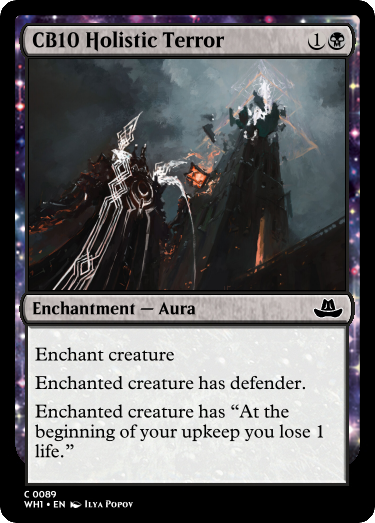 CB10 Holistic Terror 1
Enchantment — Aura
Enchant creature
Enchanted creature has defender.
Enchanted creature has “At the
beginning of your upkeep you lose 1
life.”
C 0089
WH1 • EN Ilya Popov